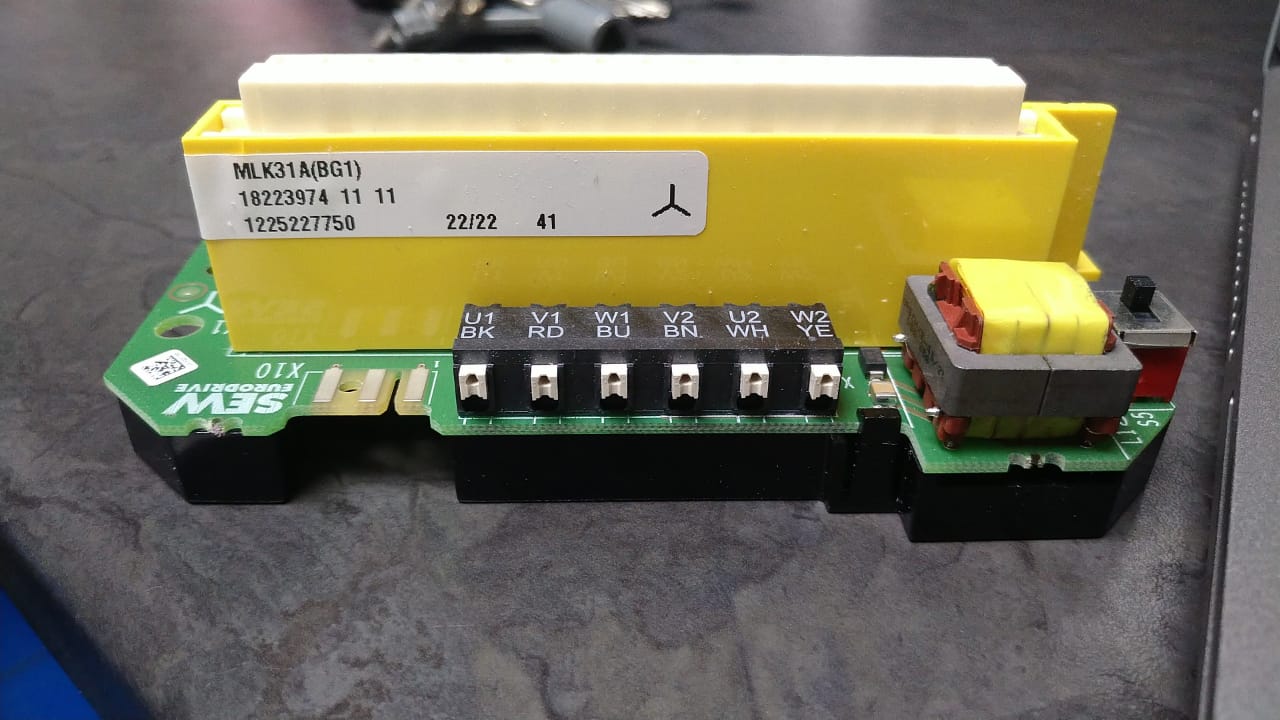 MLK31A(BG1)
18223974 11 11
1225227750 22/22 41
U1 V1 W1 V2 U2 W2
BK RD BU BN WH YE
X10
1
SEW
EURODRIVE
X